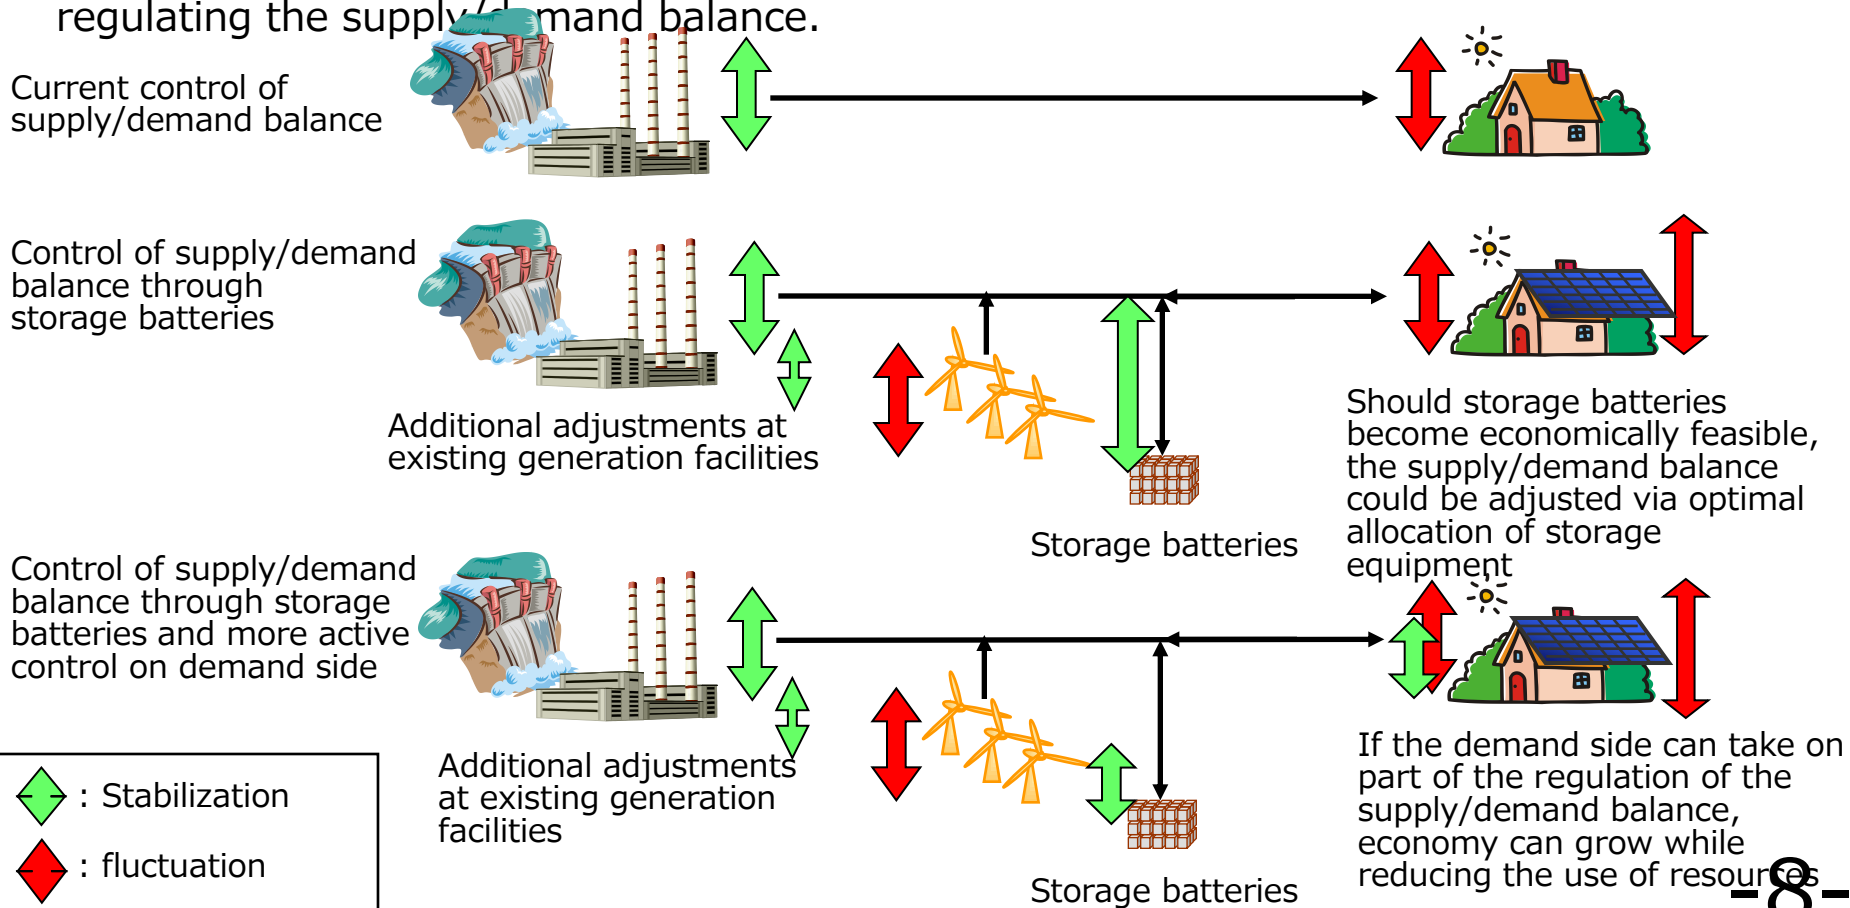 regulating the supply/demand balance.
Current control of
supply/demand balance
Control of supply/demand
balance through
storage batteries
Additional adjustments at
existing generation facilities
Storage batteries
Should storage batteries
become economically feasible,
the supply/demand balance
could be adjusted via optimal
allocation of storage
equipment
Control of supply/demand
balance through storage
batteries and more active
control on demand side
Additional adjustments
at existing generation
facilities
Storage batteries
If the demand side can take on
part of the regulation of the
supply/demand balance,
economy can grow while
reducing the use of resources
: Stabilization
: fluctuation
-8-